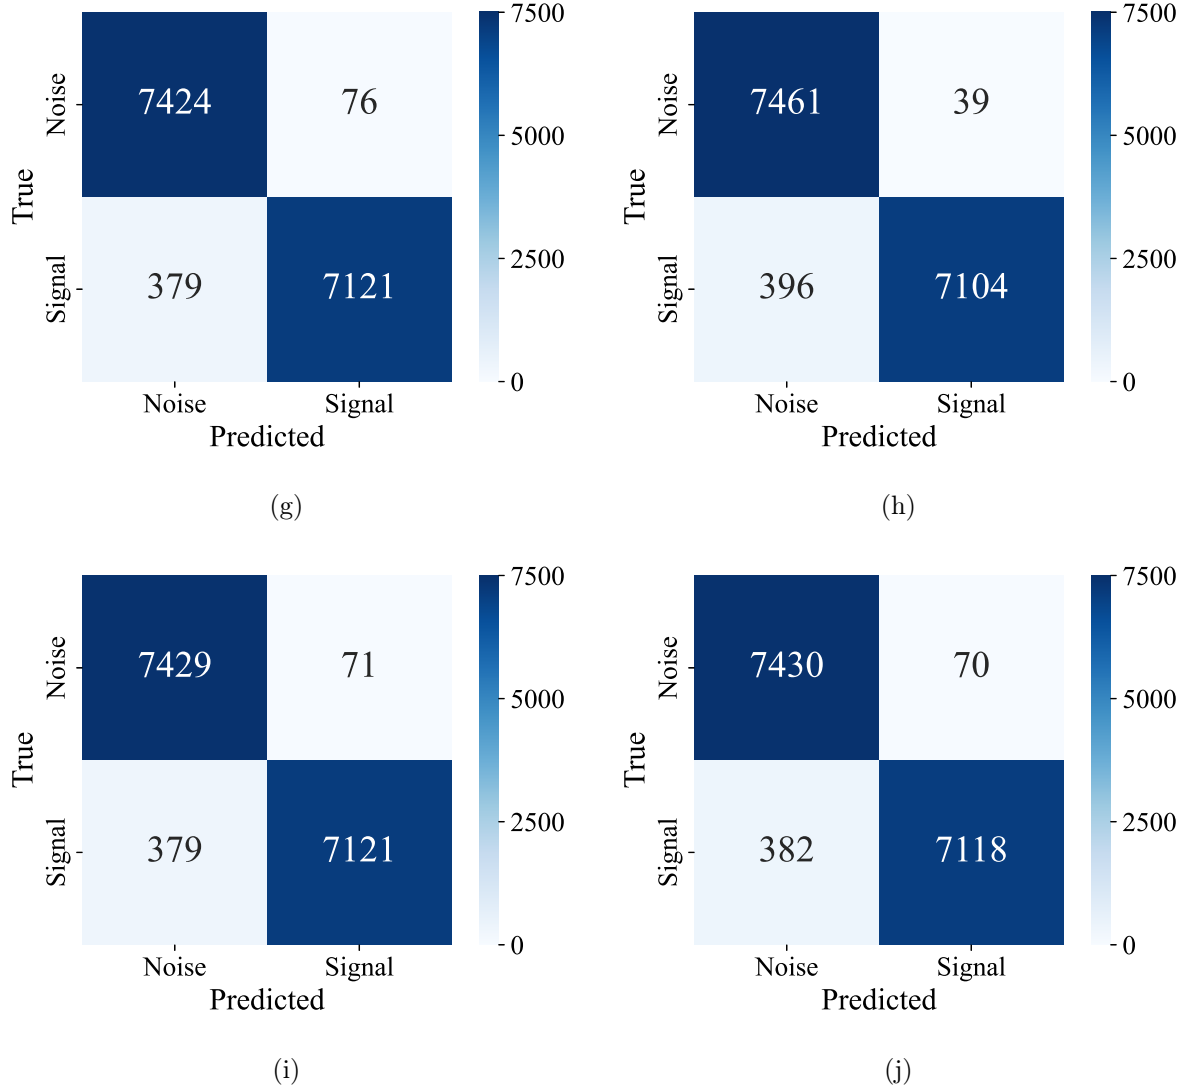 True
Noise
Signal
7424 76
379 7121
Noise Signal
Predicted
7500
5000
2500
0
(g)
True
Noise
Signal
7461 39
396 7104
Noise Signal
Predicted
7500
5000
2500
0
(h)
True
Noise
Signal
7429 71
379 7121
Noise Signal
Predicted
7500
5000
2500
0
(i)
True
Noise
Signal
7430 70
382 7118
Noise Signal
Predicted
7500
5000
2500
0
(j)